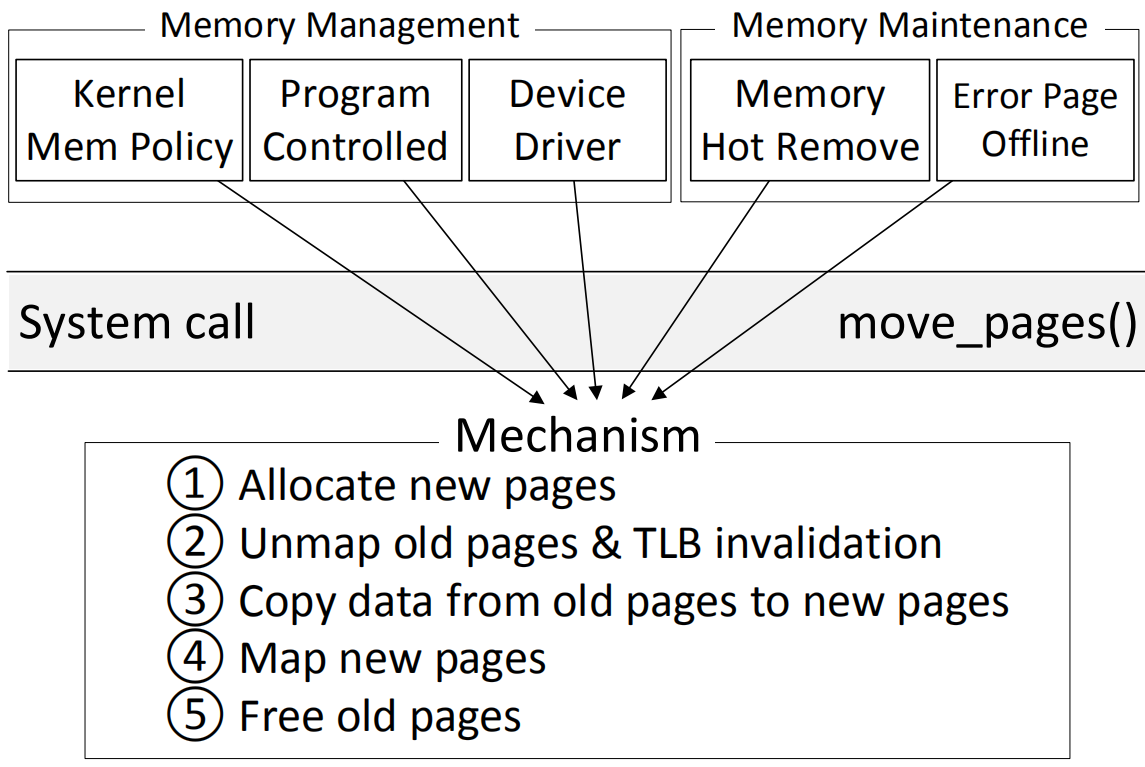 Memory Management
Memory Maintenance
Kernel
Mem Policy
Program
Controlled
Device
Driver
Memory
Hot Remove
Error Page
Offline
System call
move_pages()
Mechanism
① Allocate new pages
② Unmap old pages & TLB invalidation
③ Copy data from old pages to new pages
④ Map new pages
⑤ Free old pages